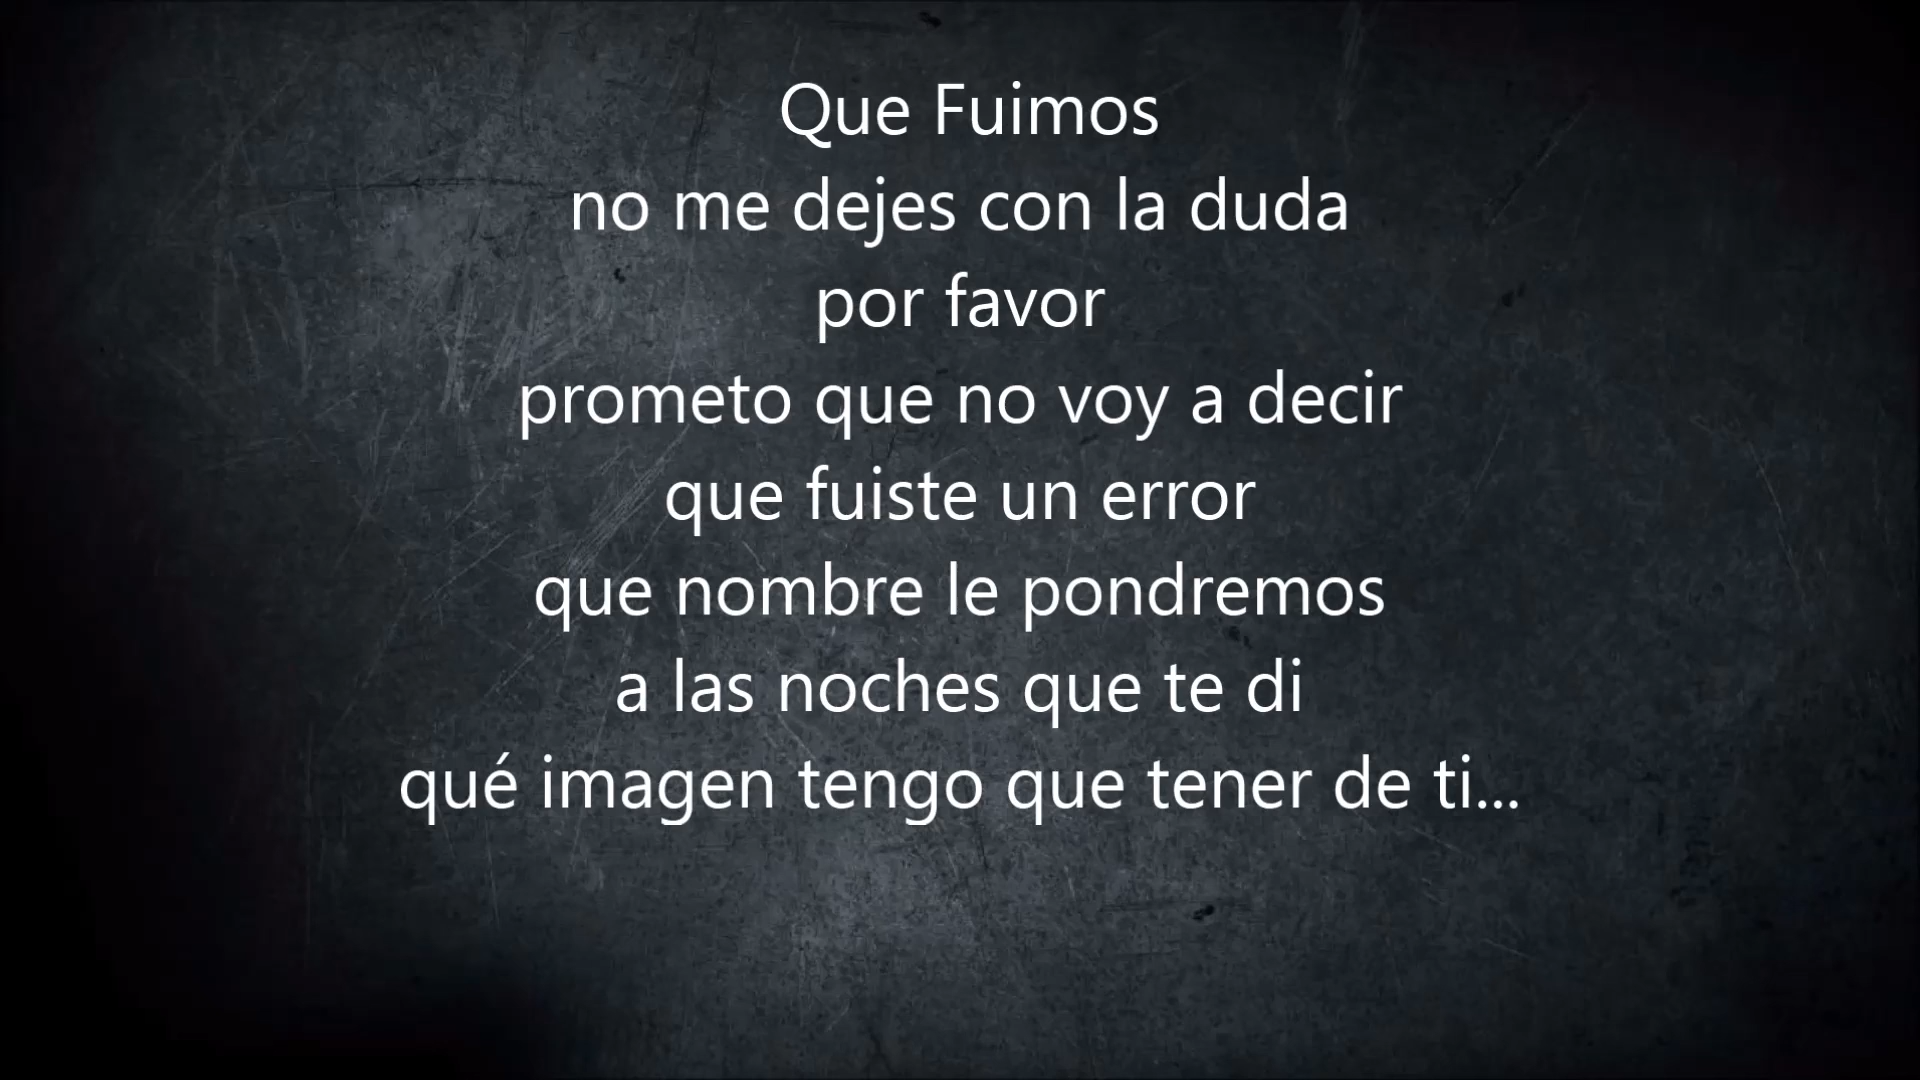 Que Fuimos
no me dejes con la duda
por favor
prometo que no voy a decir
que fuiste un error
que nombre le pondremos
a las noches que te di
qué imagen tengo que tener de ti...